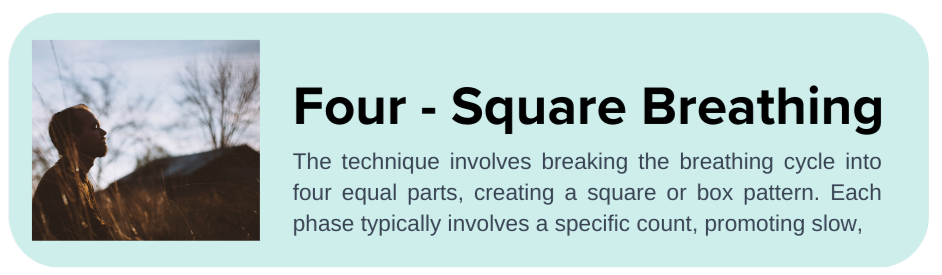 Four - Square Breathing
The technique involves breaking the breathing cycle into
four equal parts, creating a square or box pattern. Each
phase typically involves a specific count, promoting slow,